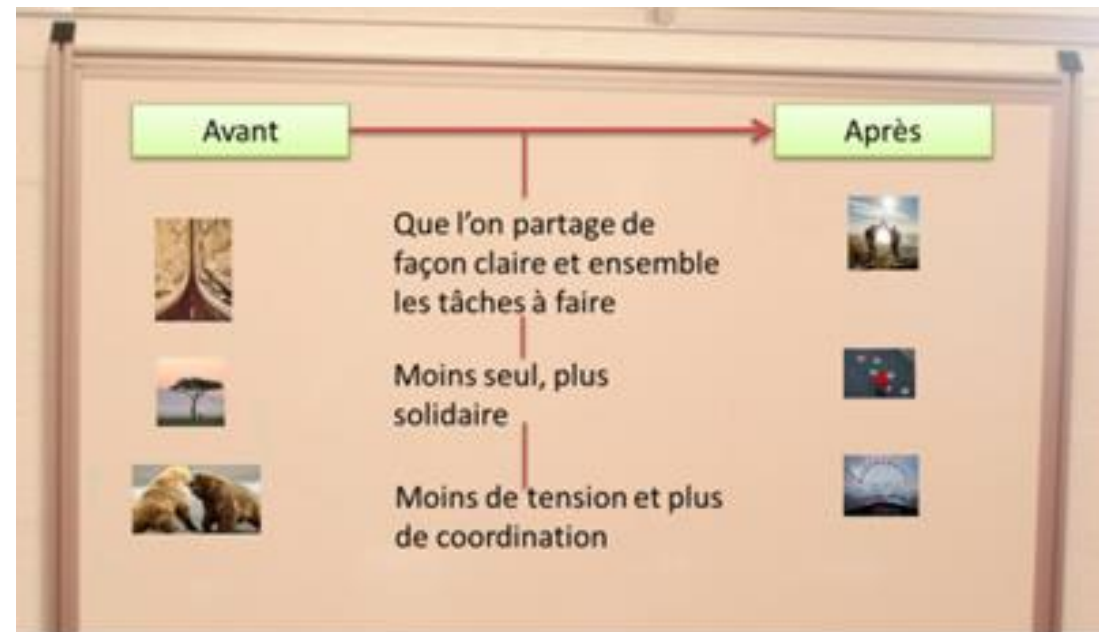 Avant
Après
Que l'on partage de
façon claire et ensemble
les tâches à faire
Moins seul, plus
solidaire
Moins de tension et plus
de coordination